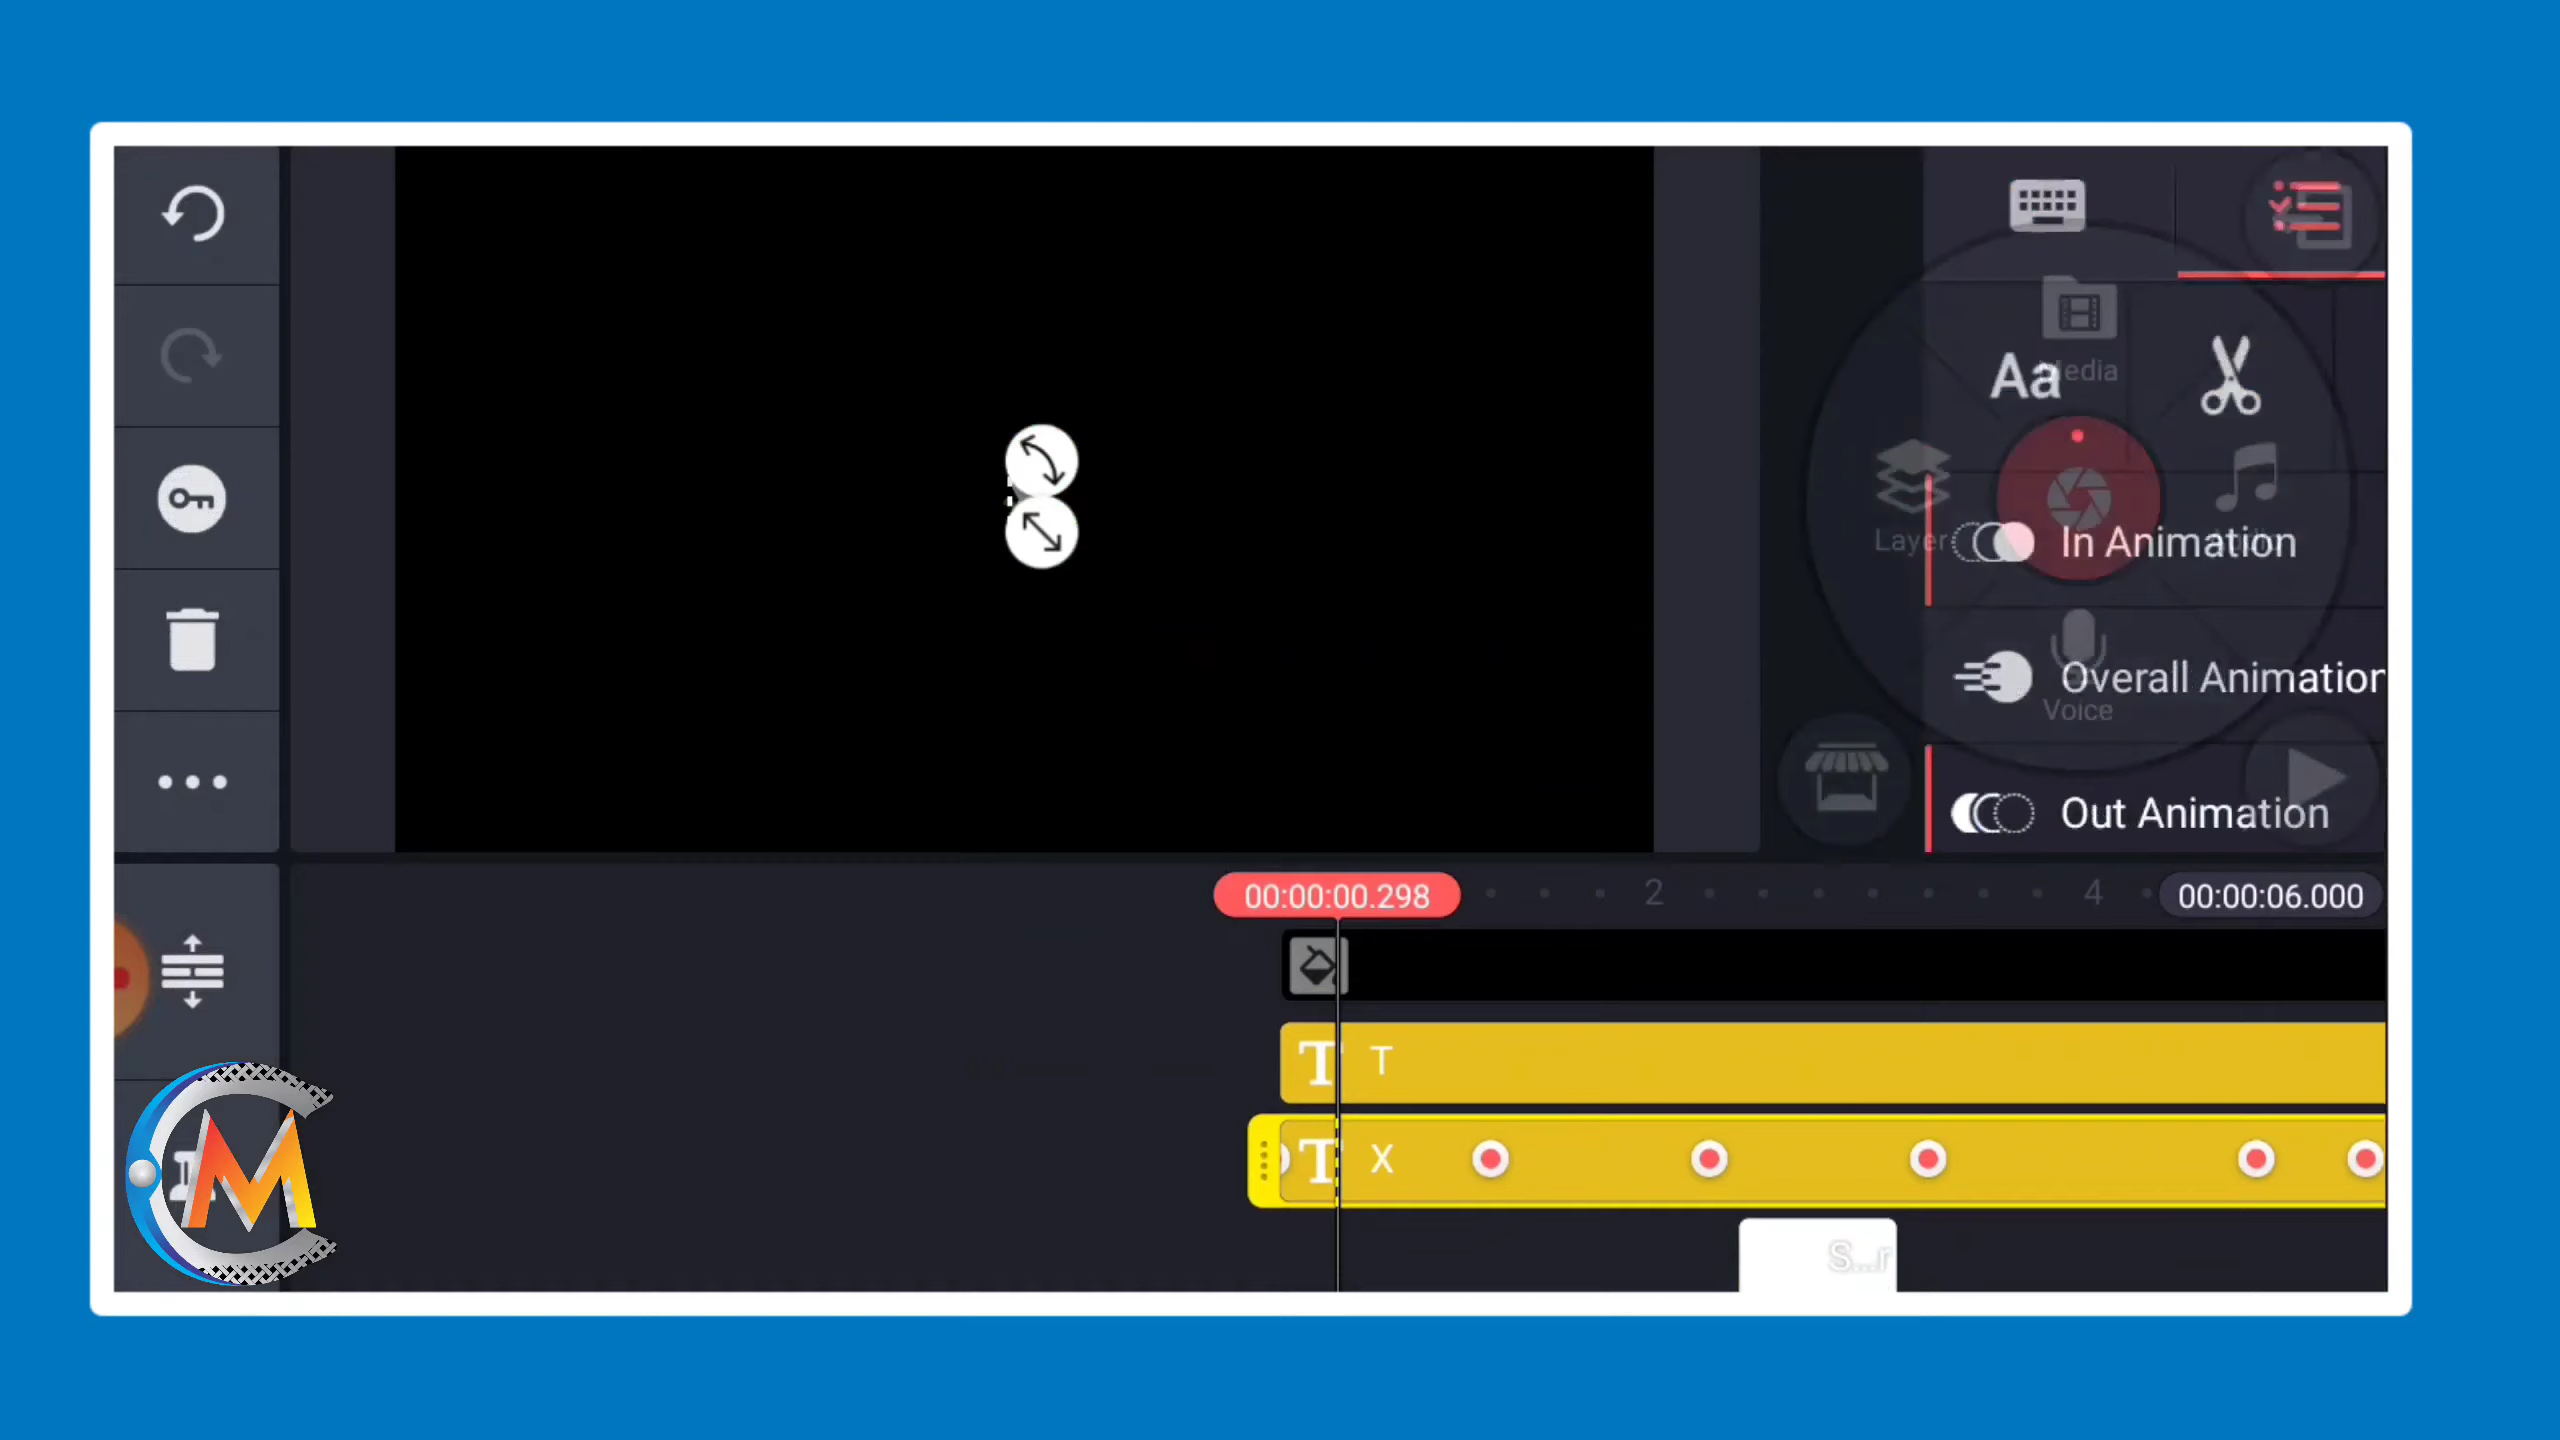 Aa
Media
Layer
In Animation
Overall Animation
Voice
Out Animation
00:00:00.298
2
4
00:00:06.000
T T
T X
S...r
CM